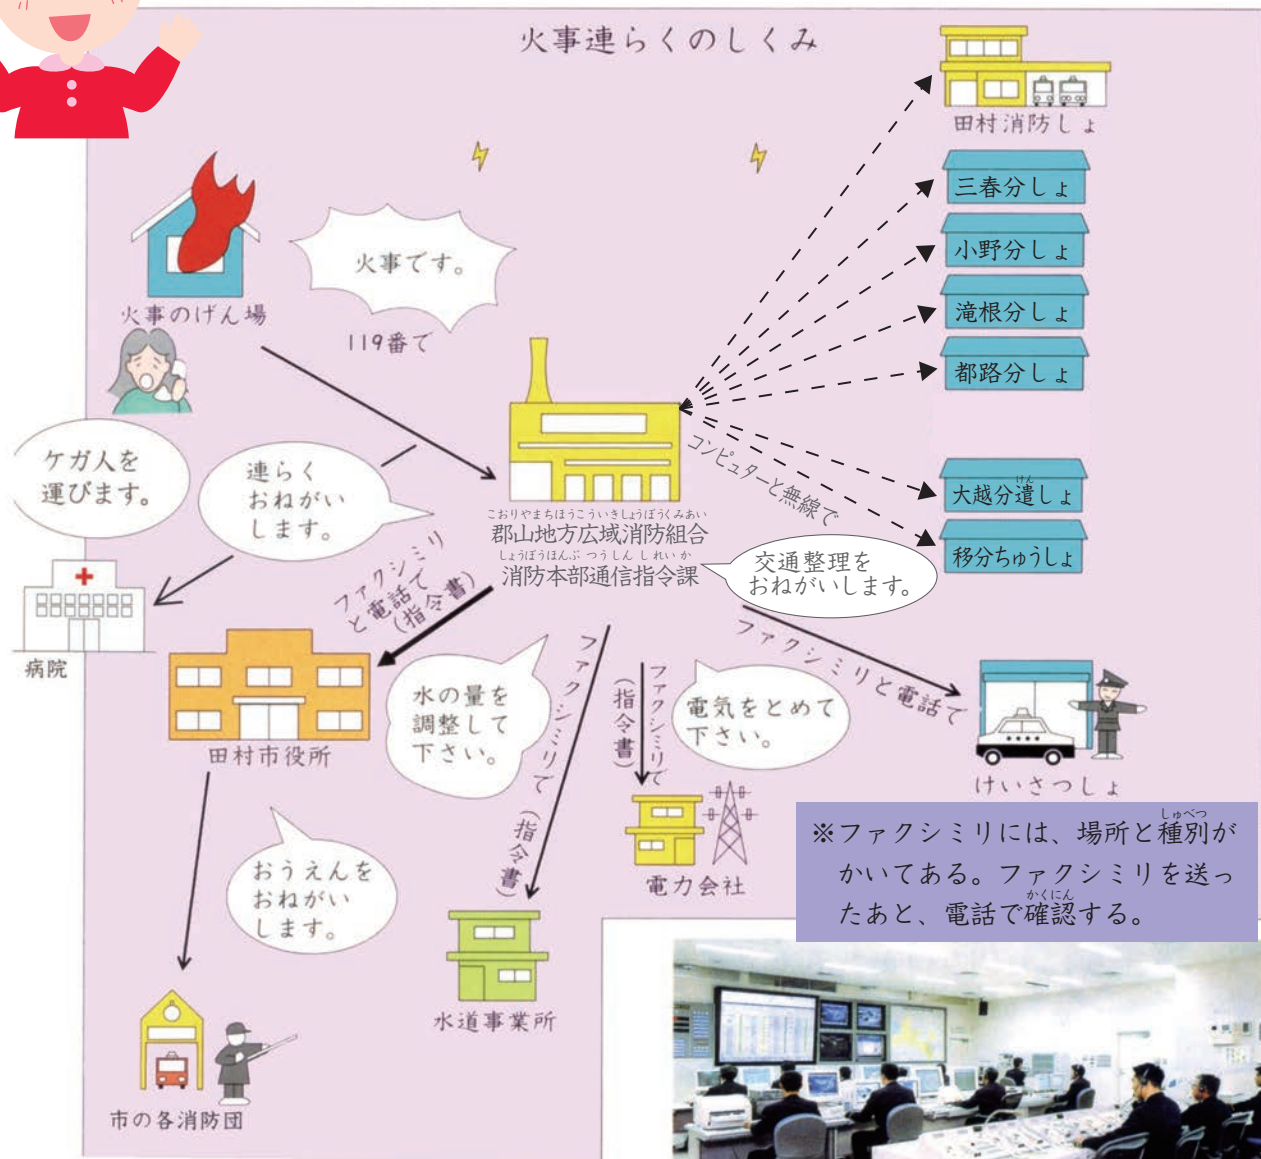 火事連らくのしくみ
田村消防しょ
三春分しょ
小野分しょ
滝根分しょ
都路分しょ
大越分遣しょ
けん
移分ちゅうしょ
火事です。
火事のげん場
119番で
コンピュターと無線で
ケガ人を
運びます。
連らく
おねがい
します。
こおりやまちほうこういきしょうぼうくみあい
郡山地方広域消防組合
しょうぼうほんぶ つうしん しれいか
消防本部通信指令課
交通整理を
おねがいします。
病院
ファクシミリ
と電話で
(指令書)
田村市役所
水の量を
調整して
下さい。
ファクシミリで(指令書)
ファクシミリで
(指令書)
電気をとめて
下さい。
ファクシミリと電話で
けいさつしょ
電力会社
おうえんを
おねがい
します。
水道事業所
市の各消防団
しゅべつ
※ファクシミリには、場所と種別が
かいてある。ファクシミリを送っ
かくにん
たあと、電話で確認する。